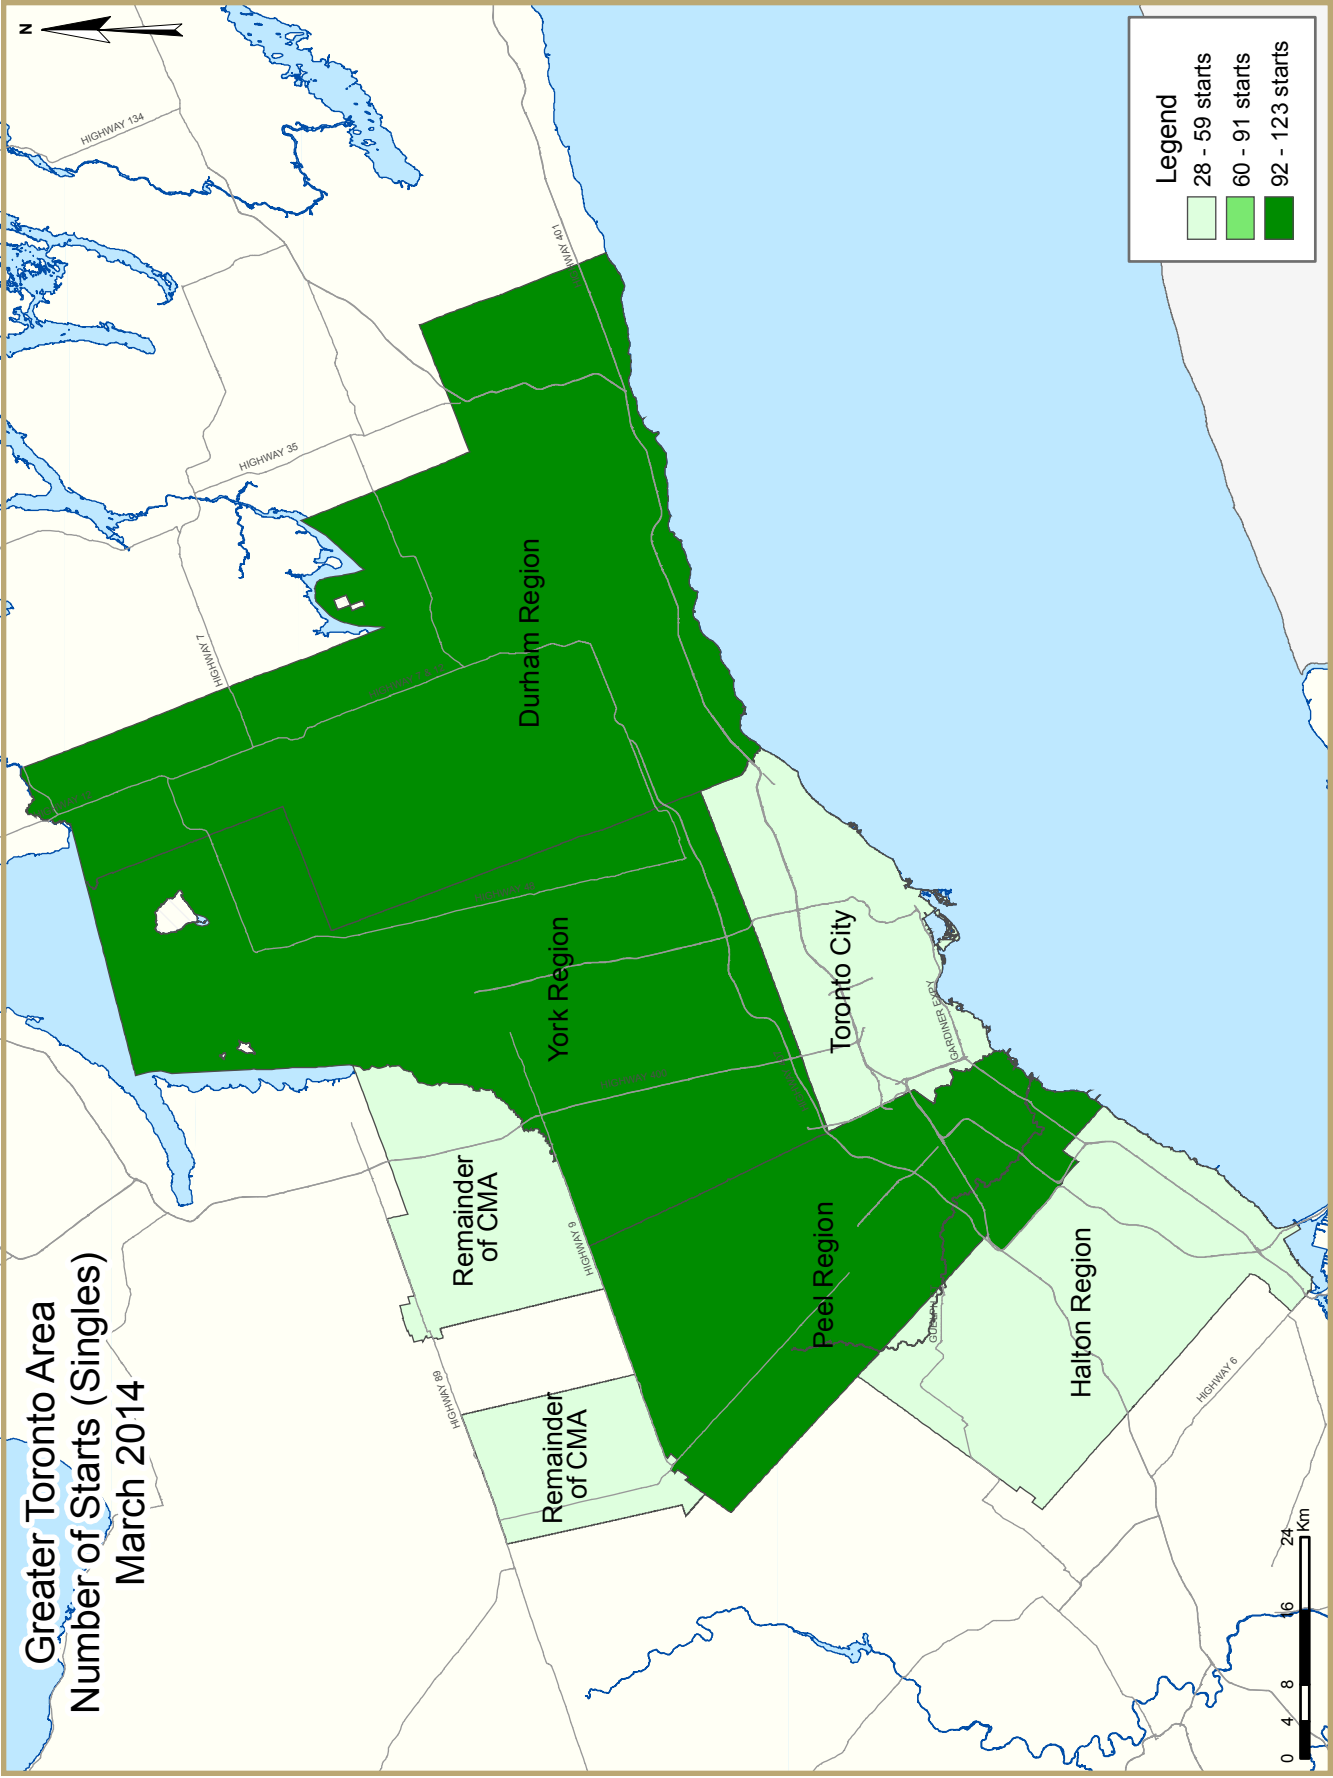 Greater Toronto Area
Number of Starts (Singles)
March 2014
N
HIGHWAY 134
HIGHWAY 35
HIGHWAY 7
WAY 401
Durham Region
York Region
Toronto City
GARDINER EXPY
Remainder
of CMA
HIGHWAY 9
HIGHWAY 89
Remainder
of CMA
Peel Region
GUELPH
Halton Region
HIGHWAY 6
Legend
28 - 59 starts
60 - 91 starts
92 - 123 starts
0 4 8 16 24
Km